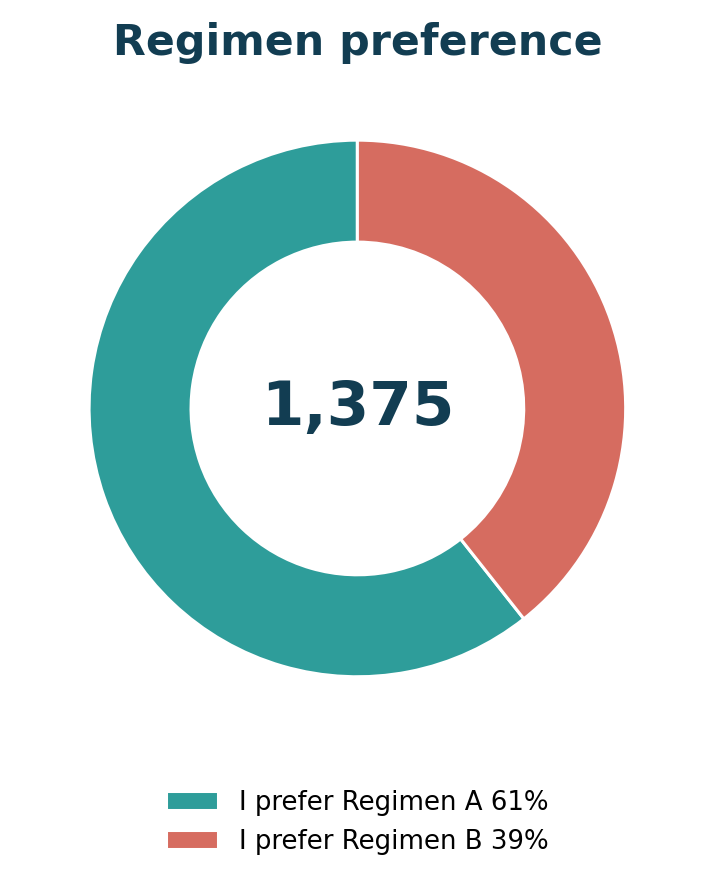 Regimen preference
1,375
I prefer Regimen A 61%
I prefer Regimen B 39%